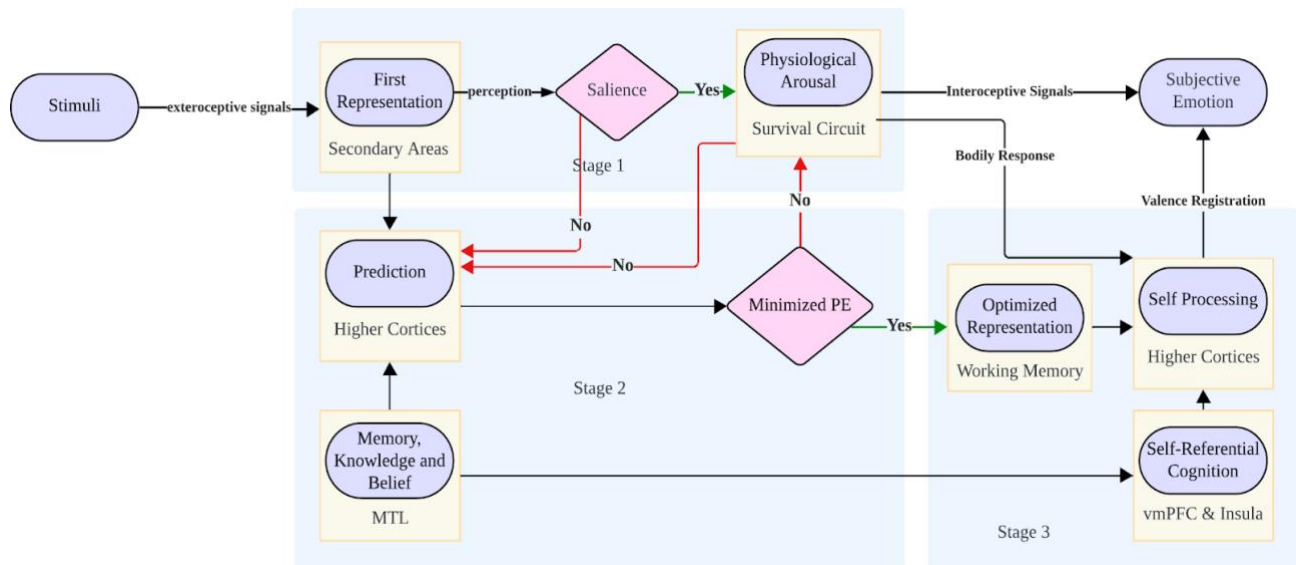 Stimuli
exteroceptive signals
First
Representation
Secondary Areas
perception
Salience
Yes
Physiological
Arousal
Survival Circuit
Interoceptive Signals
Subjective
Emotion
Stage 1
Bodily Response
No
No
No
Valence Registration
Prediction
Higher Cortices
Minimized PE
Yes
Optimized
Representation
Working Memory
Self Processing
Higher Cortices
Stage 2
Memory,
Knowledge and
Belief
MTL
Self-Referential
Cognition
vmPFC & Insula
Stage 3